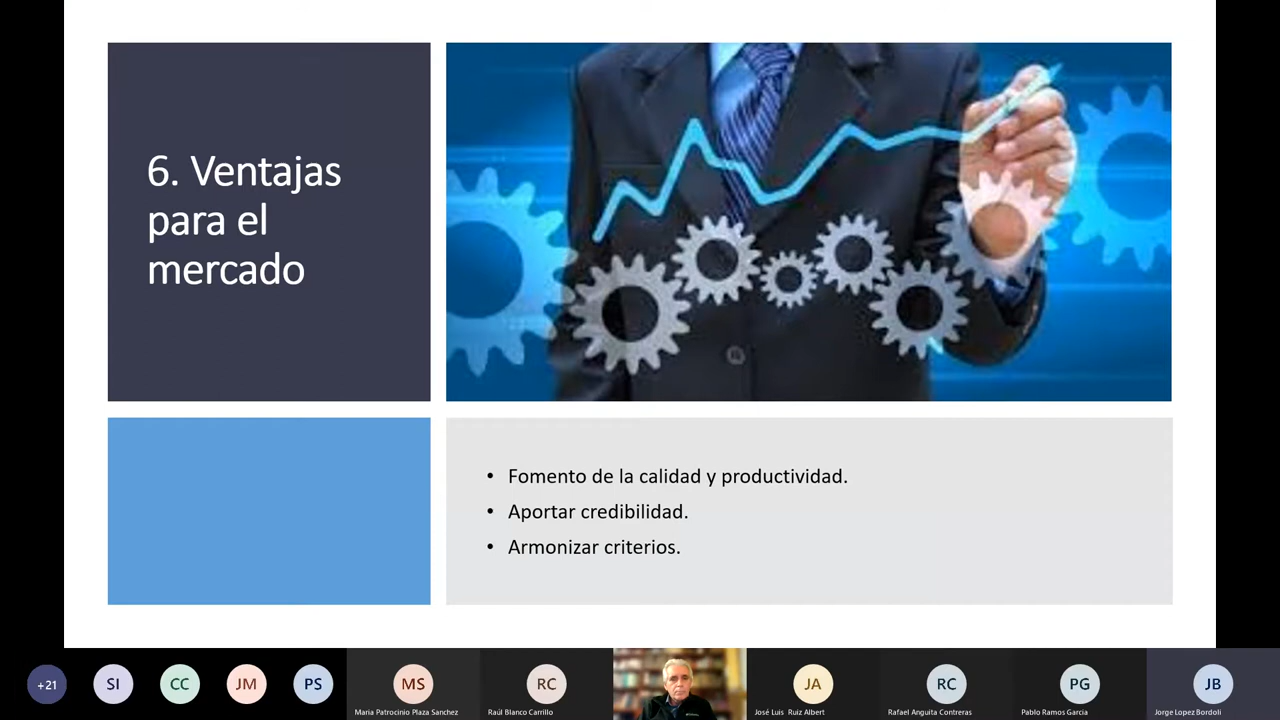 6. Ventajas
para el
mercado
• Fomento de la calidad y productividad.
• Aportar credibilidad.
• Armonizar criterios.
+21
SI
CC
JM
PS
MS
Maria Patrocinio Plaza Sanchez
RC
Raúl Blanco Carrillo
JA
José Luis Ruiz Albert
RC
Rafael Anguita Contreras
PG
Pablo Ramos Garcia
JB
Jorge Lopez Bordoli